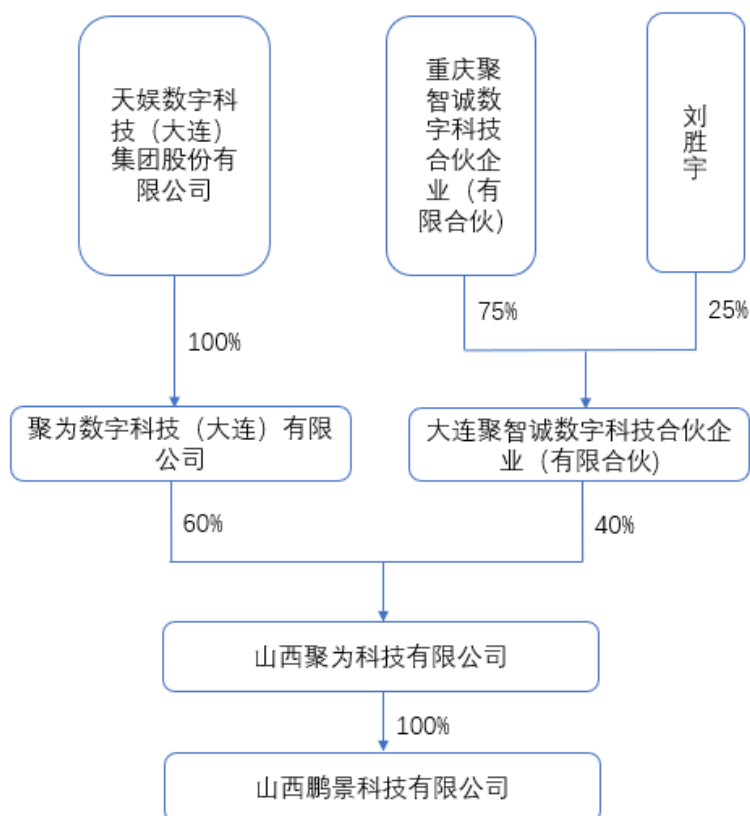 天娱数字科
技（大连）
集团股份有
限公司
重庆聚
智诚数
字科技
合伙企
业（有
限合伙)
刘
胜
宇
100%
75%
25%
聚为数字科技（大连）有限
公司
大连聚智诚数字科技合伙企
业（有限合伙)
60%
40%
山西聚为科技有限公司
100%
山西鹏景科技有限公司